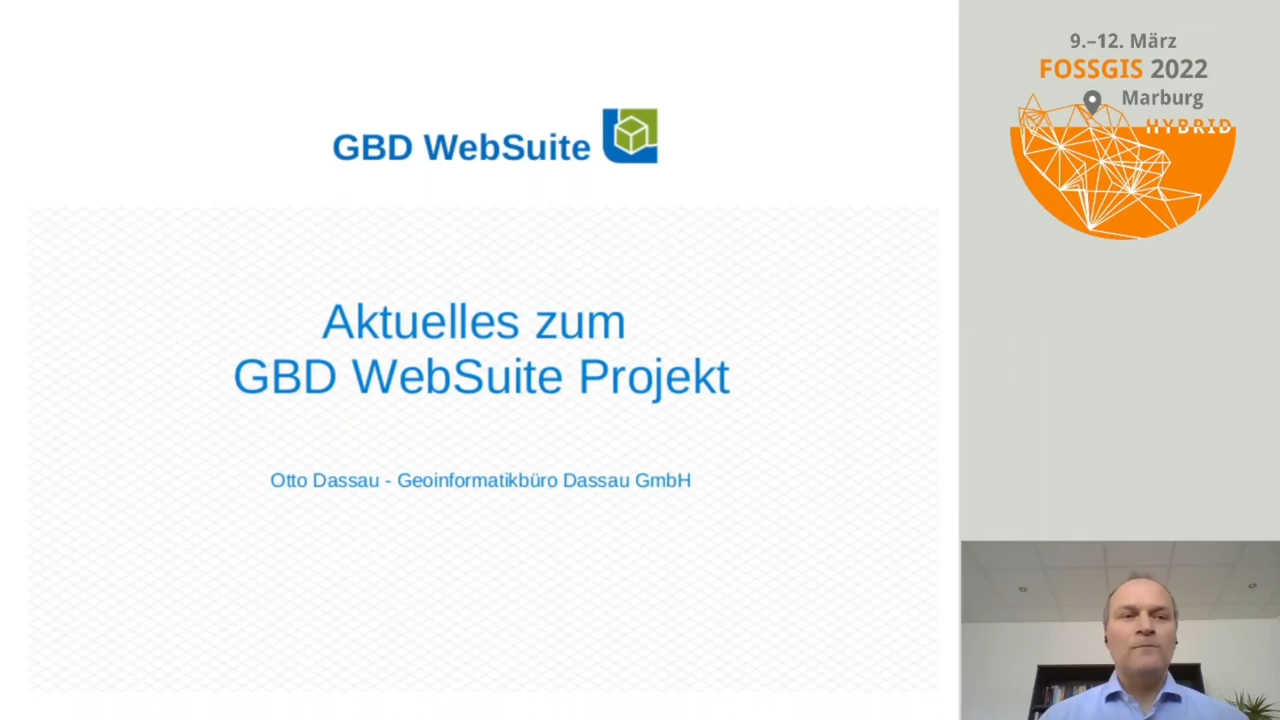 GBD WebSuite
Aktuelles zum
GBD WebSuite Projekt
Otto Dassau - Geoinformatikbüro Dassau GmbH
9.–12. März
FOSSGIS 2022
Marburg
HYBRID